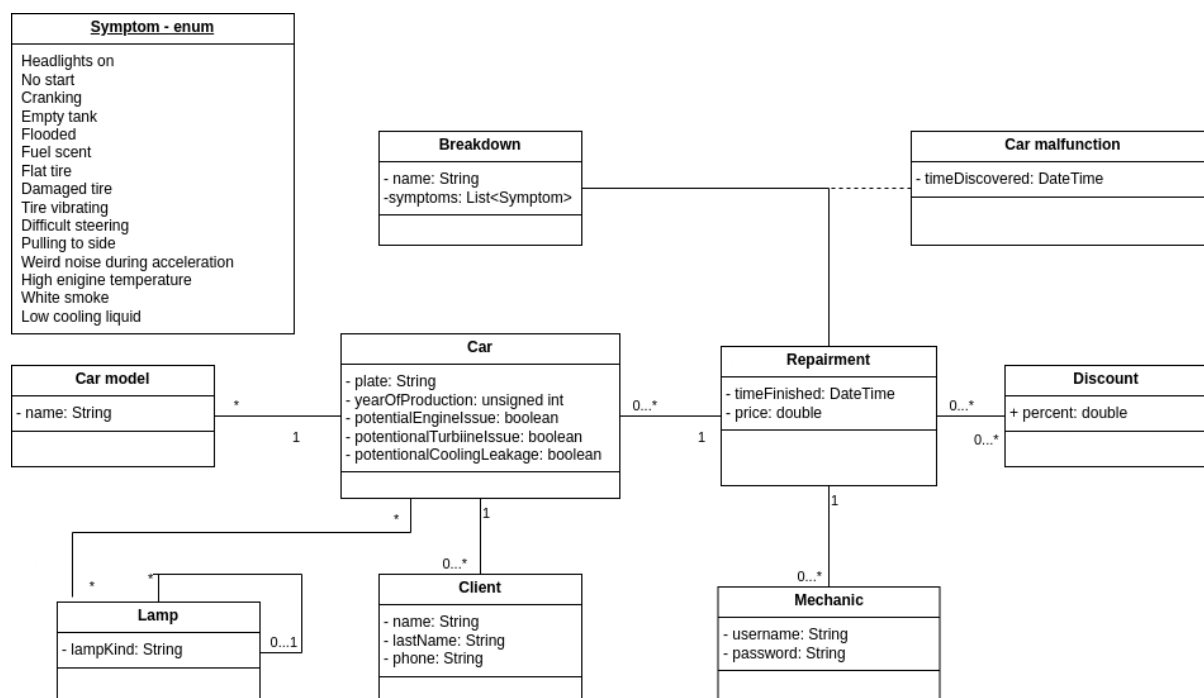 Symptom - enum
Headlights on
No start
Cranking
Empty tank
Flooded
Fuel scent
Flat tire
Damaged tire
Tire vibrating
Difficult steering
Pulling to side
Weird noise during acceleration
High enigine temperature
White smoke
Low cooling liquid
Breakdown
- name: String
-symptoms: List<Symptom>
Car malfunction
- timeDiscovered: DateTime
Car model
- name: String
*
1
Car
- plate: String
- yearOfProduction: unsigned int
- potentialEngineIssue: boolean
- potentionalTurbiineIssue: boolean
- potentionalCoolingLeakage: boolean
0...*
1
Repairment
- timeFinished: DateTime
- price: double
0...*
0...*
Discount
+ percent: double
*
*
1
0...*
1
0...*
*
0...1
Lamp
- lampKind: String
Client
- name: String
- lastName: String
- phone: String
Mechanic
- username: String
- password: String